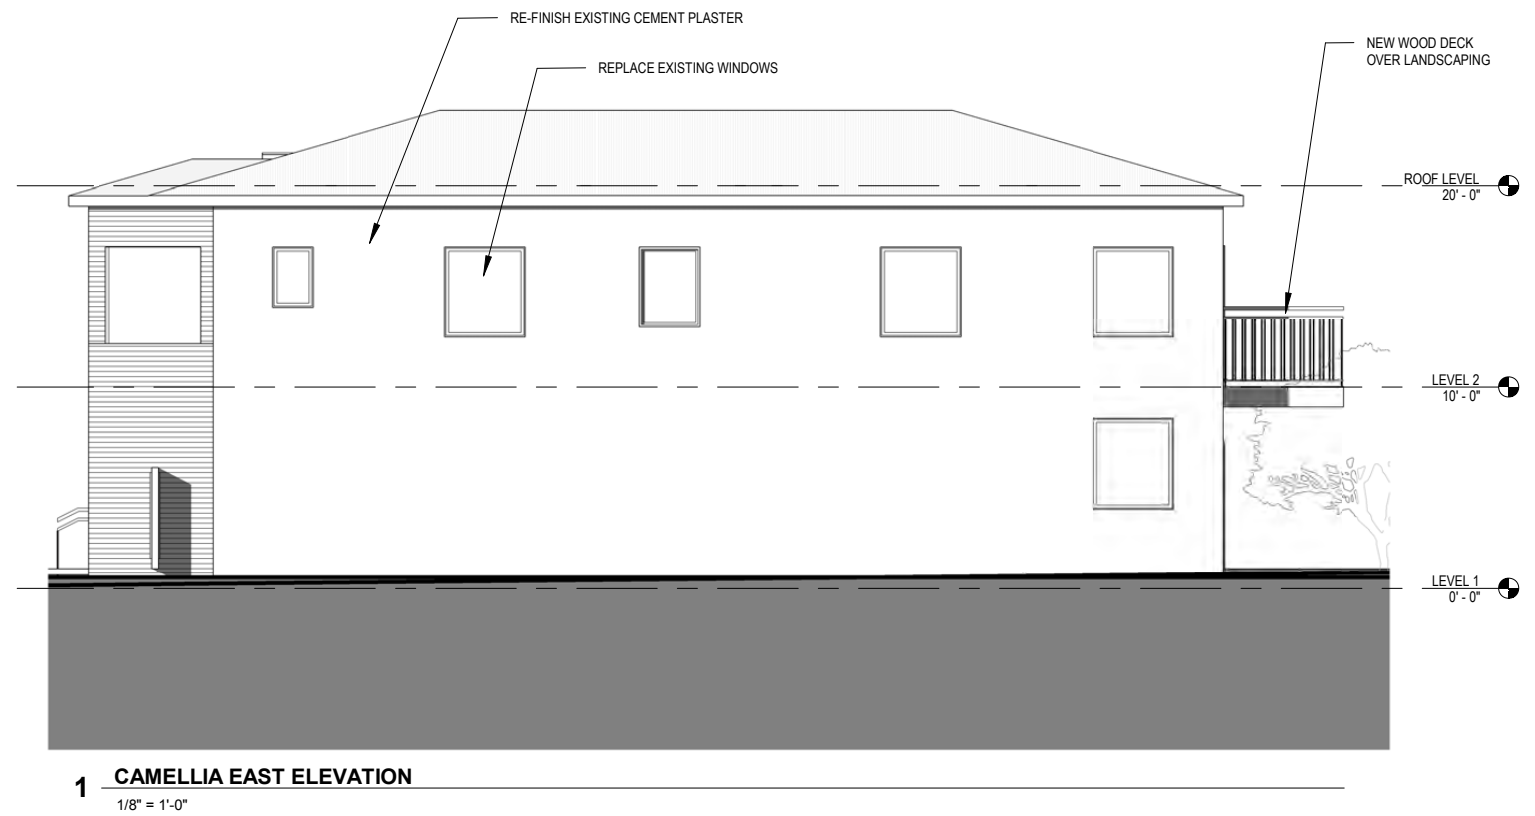 RE-FINISH EXISTING CEMENT PLASTER
REPLACE EXISTING WINDOWS
NEW WOOD DECK
OVER LANDSCAPING
ROOF LEVEL
20' - 0"
LEVEL 2
10' - 0"
LEVEL 1
0' - 0"
1 CAMELLIA EAST ELEVATION
1/8" = 1'-0"